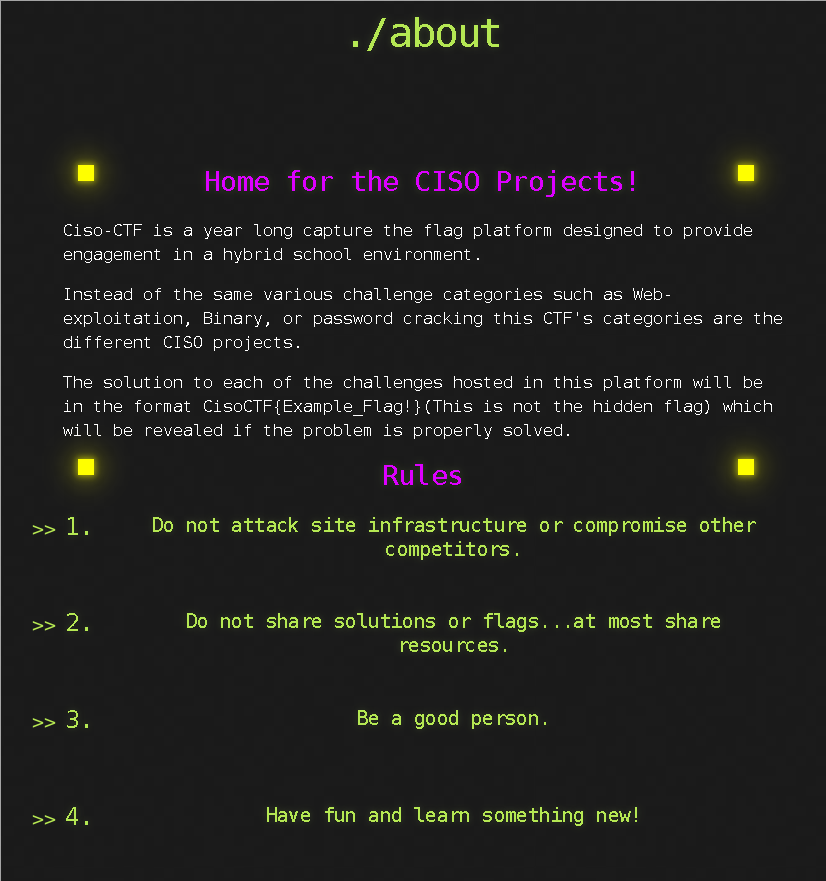 ./about
Home for the CISO Projects!
Ciso-CTF is a year long capture the flag platform designed to provide
engagement in a hybrid school environment.
Instead of the same various challenge categories such as Web-
exploitation, Binary, or password cracking this CTF's categories are the
different CISO projects.
The solution to each of the challenges hosted in this platform will be
in the format CisoCTF{Example_Flag!}(This is not the hidden flag) which
will be revealed if the problem is properly solved.
Rules
>> 1. Do not attack site infrastructure or compromise other
competitors.
>> 2. Do not share solutions or flags...at most share
resources.
>> 3. Be a good person.
>> 4. Have fun and learn something new!